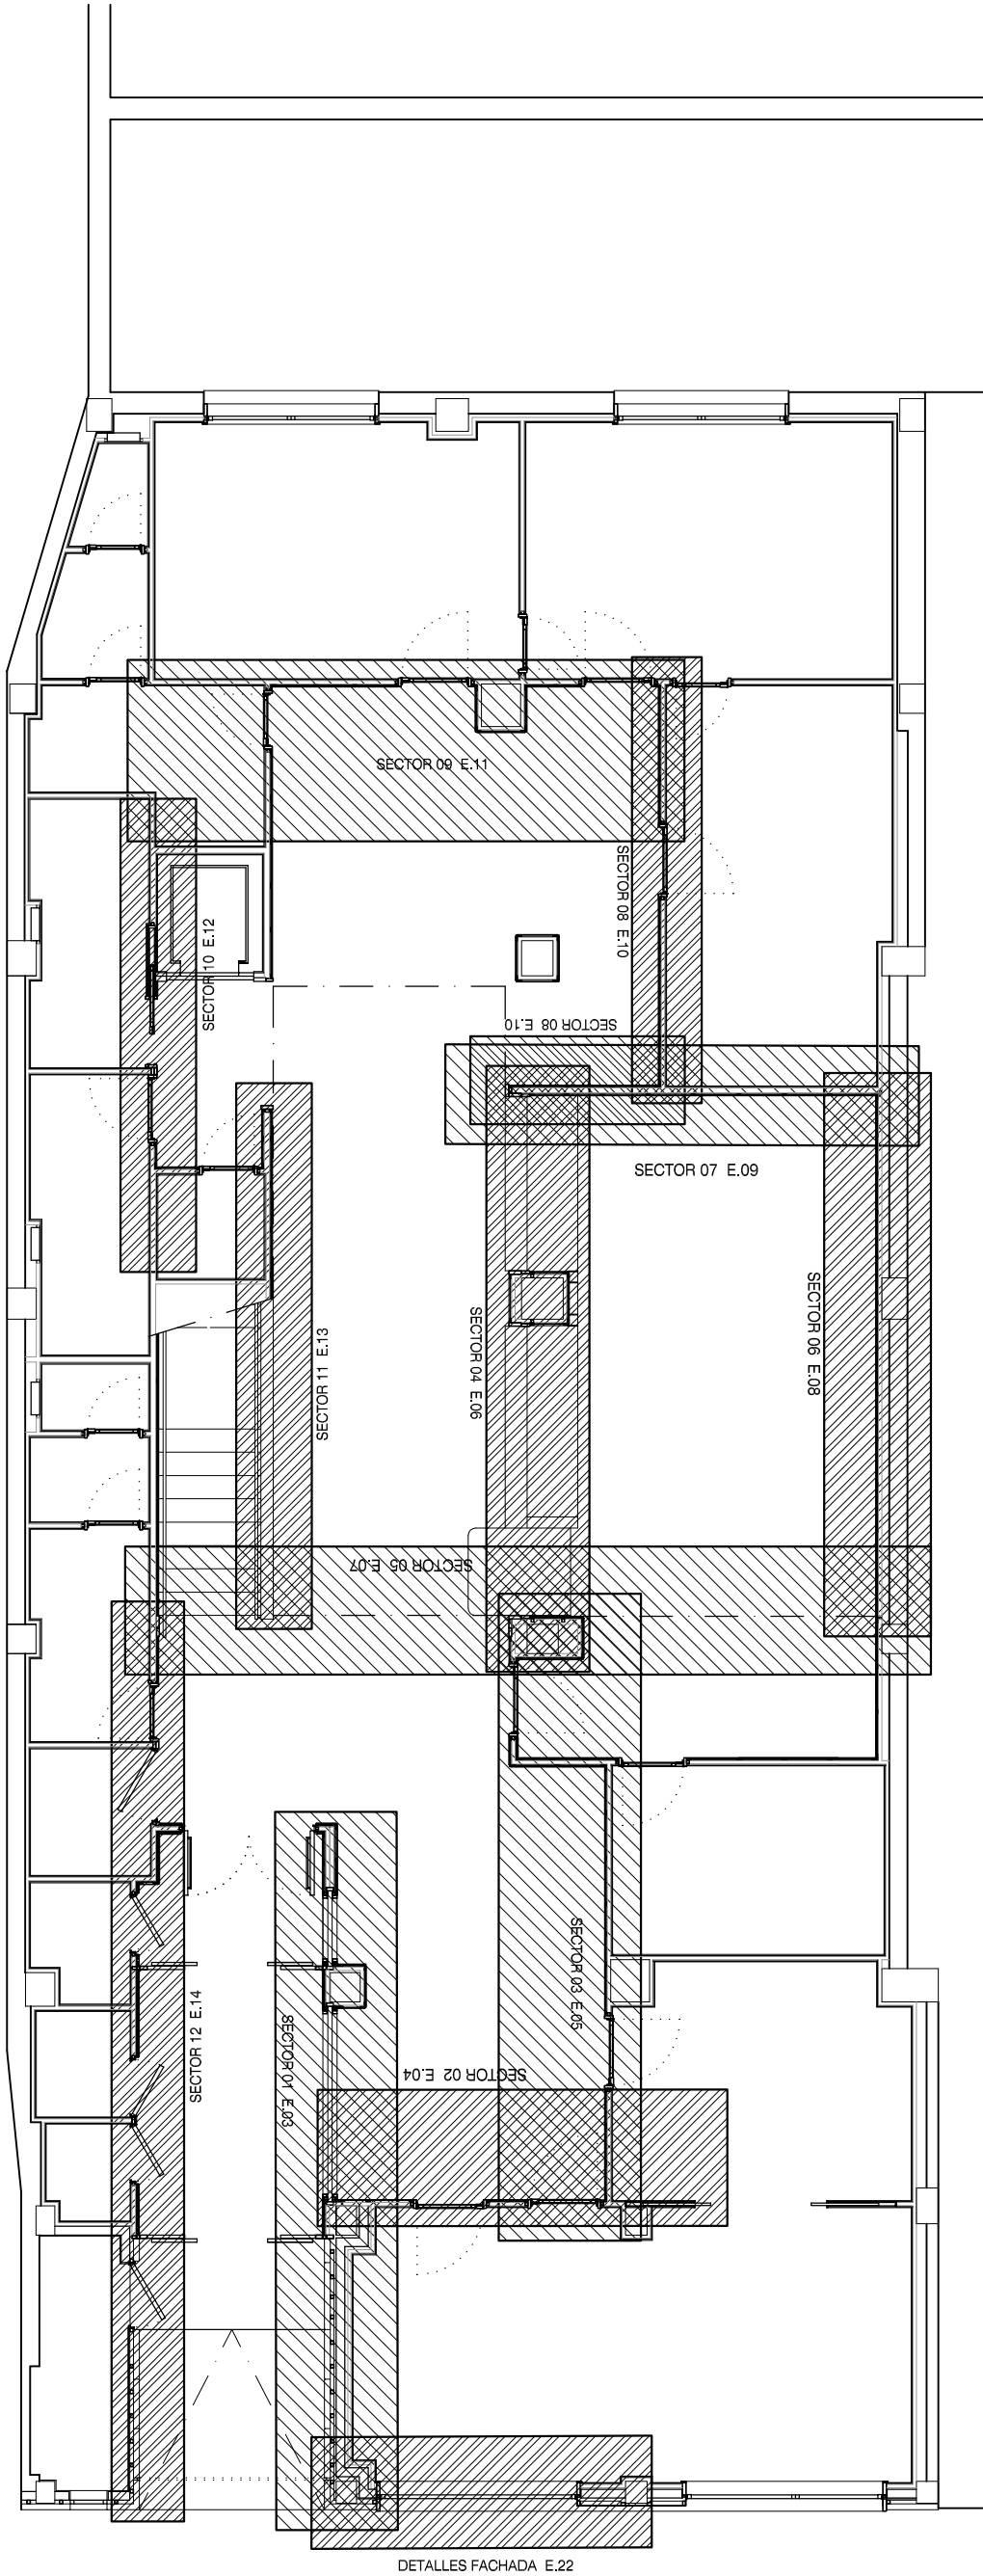 SECTOR 09 E.11
SECTOR 08 E.10
SECTOR 10 E.12
SECTOR 08 E.10
SECTOR 07 E.09
SECTOR 06 E.08
SECTOR 04 E.06
SECTOR 11 E.13
SECTOR 05 E.07
SECTOR 03 E.05
SECTOR 12 E.14
SECTOR 01 E.03
SECTOR 02 E.04
DETALLES FACHADA E.22